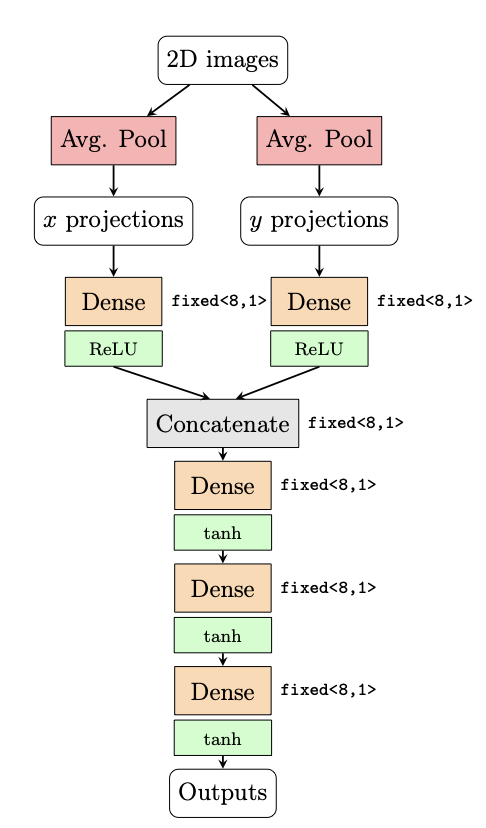 2D images
Avg. Pool Avg. Pool
x projections y projections
Dense fixed<8,1> Dense fixed<8,1>
ReLU ReLU
Concatenate fixed<8,1>
Dense fixed<8,1>
tanh
Dense fixed<8,1>
tanh
Dense fixed<8,1>
tanh
Outputs